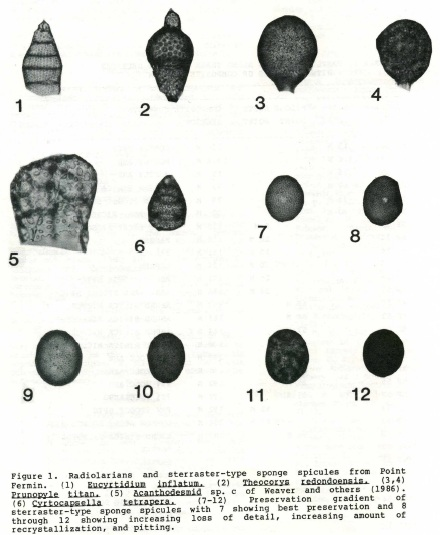 1
2
3
4
5
6
7
8
9
10
11
12
Figure 1. Radiolarians and sterraster-type sponge spicules from Point
Fermin. (1) Eucyrtidium inflatum. (2) Theocorys redondoensis. (3,4)
Prunopyle titan. (5) Acanthodesmid sp. c of Weaver and others (1986).
(6) Cyrtocapsella tetrapera. (7-12) Preservation gradient of
sterraster-type sponge spicules with 7 showing best preservation and 8
through 12 showing increasing loss of detail, increasing amount of
recrystallization, and pitting.